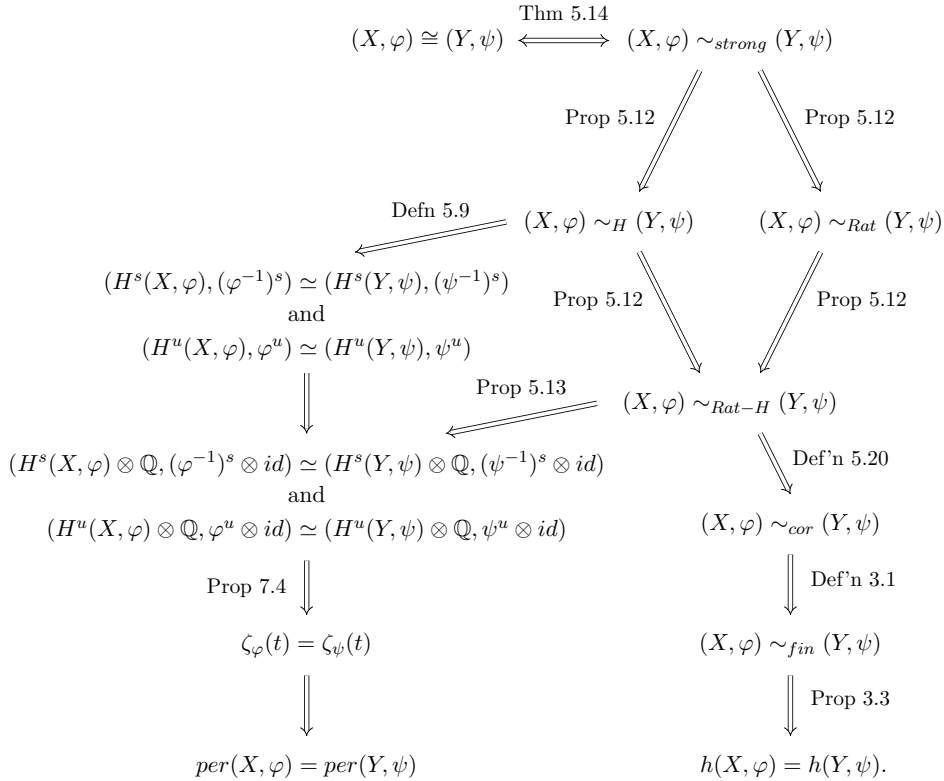 Thm 5.14
(X, φ) ≅ (Y, ψ) ⟺ (X, φ) ∼_{strong} (Y, ψ)
Prop 5.12 Prop 5.12
Defn 5.9
(X, φ) ∼_H (Y, ψ) (X, φ) ∼_{Rat} (Y, ψ)
(H^s(X, φ), (φ^{-1})^s) ≃ (H^s(Y, ψ), (ψ^{-1})^s)
and
(H^u(X, φ), φ^u) ≃ (H^u(Y, ψ), ψ^u)
Prop 5.12 Prop 5.12
Prop 5.13
(X, φ) ∼_{Rat−H} (Y, ψ)
(H^s(X, φ) ⊗ ℚ, (φ^{-1})^s ⊗ id) ≃ (H^s(Y, ψ) ⊗ ℚ, (ψ^{-1})^s ⊗ id)
and
(H^u(X, φ) ⊗ ℚ, φ^u ⊗ id) ≃ (H^u(Y, ψ) ⊗ ℚ, ψ^u ⊗ id)
Def'n 5.20
(X, φ) ∼_{cor} (Y, ψ)
Prop 7.4 Def'n 3.1
ζ_φ(t) = ζ_ψ(t) (X, φ) ∼_{fin} (Y, ψ)
Prop 3.3
per(X, φ) = per(Y, ψ) h(X, φ) = h(Y, ψ).